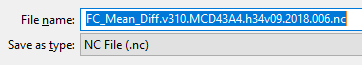 File name: FC_Mean_Diff.v310.MCD43A4.h34v09.2018.006.nc
Save as type: NC File (.nc)